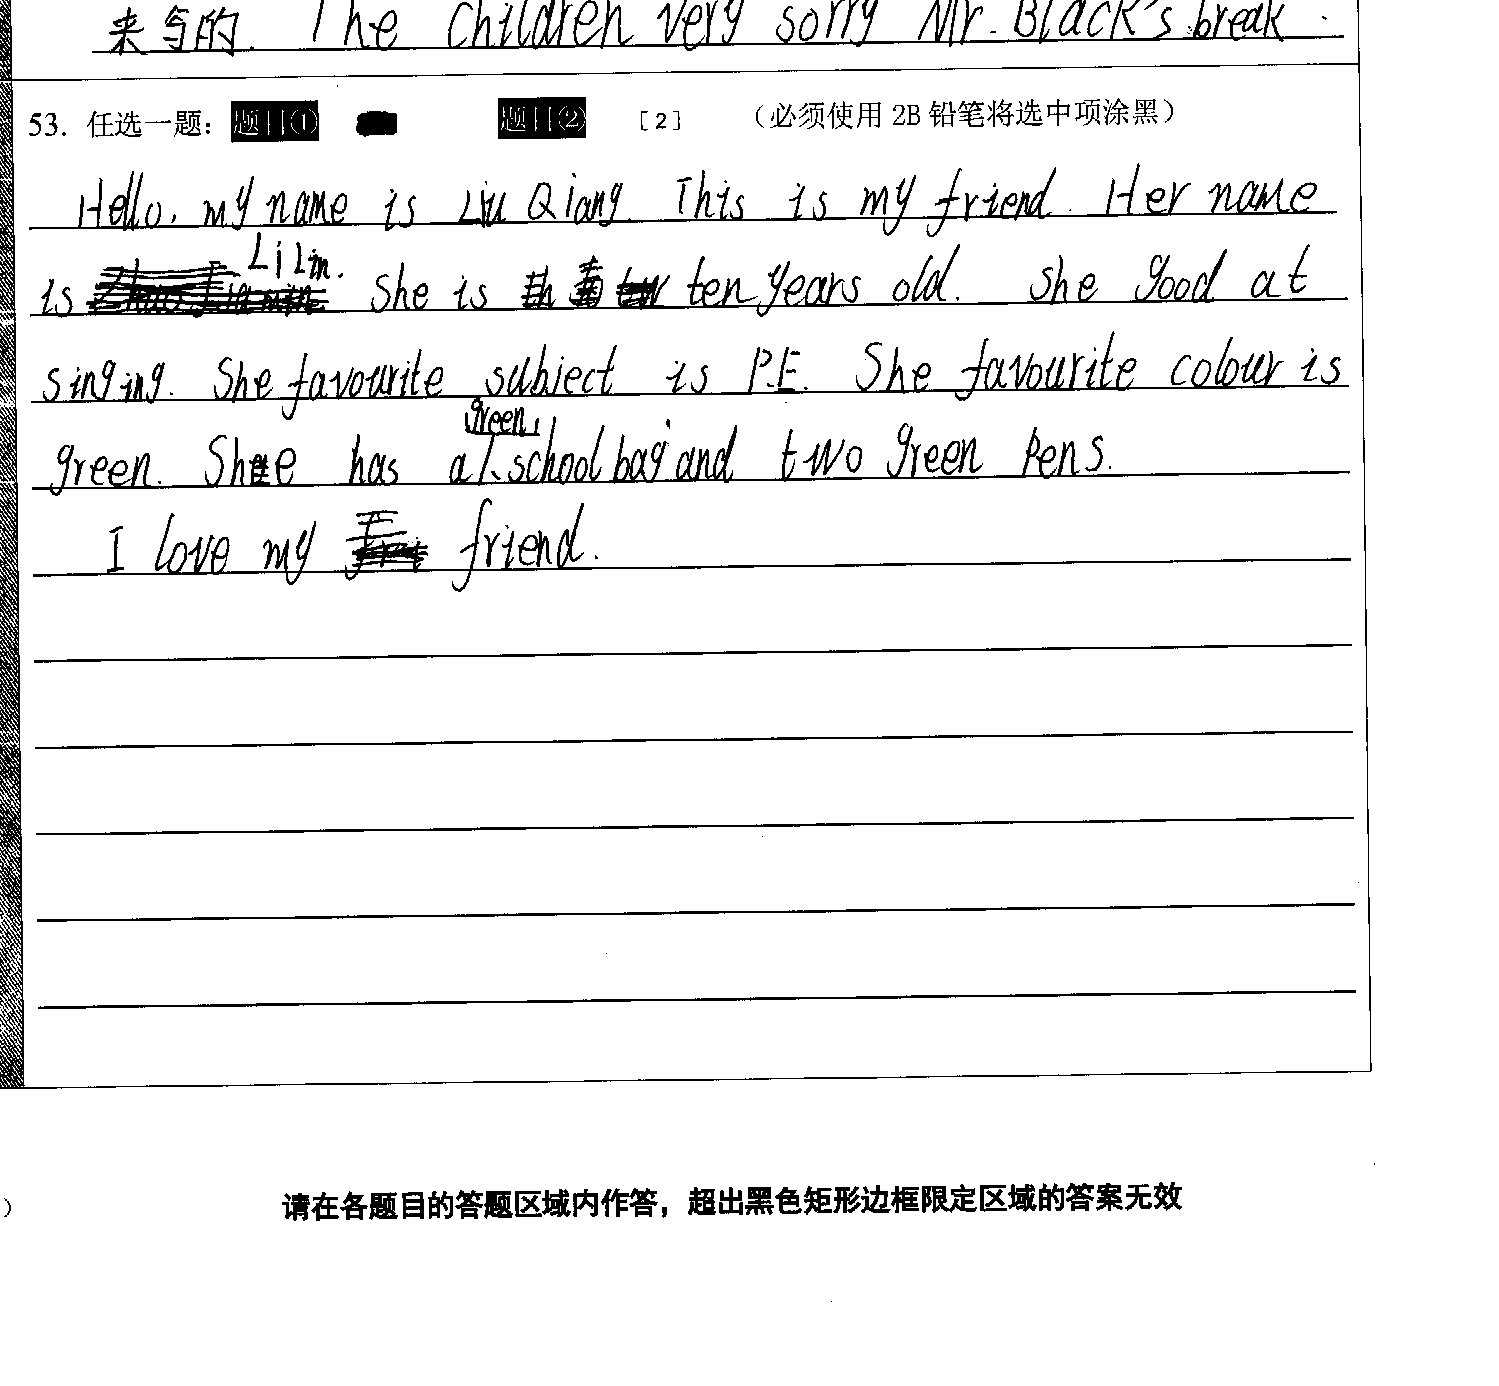 来与的. The children very sorry Mr. Black's break.
53. 任选一题： 题目① 题目② [2] （必须使用 2B 铅笔将选中项涂黑）
Hello, my name is Liu Qiang. This is my friend. Her name
is Li Lin. She is ten years old. She good at
singing. She favourite subject is P.E. She favourite colour is
green. She has a green school bag and two green pens.
I love my friend.
）
请在各题目的答题区域内作答，超出黑色矩形边框限定区域的答案无效